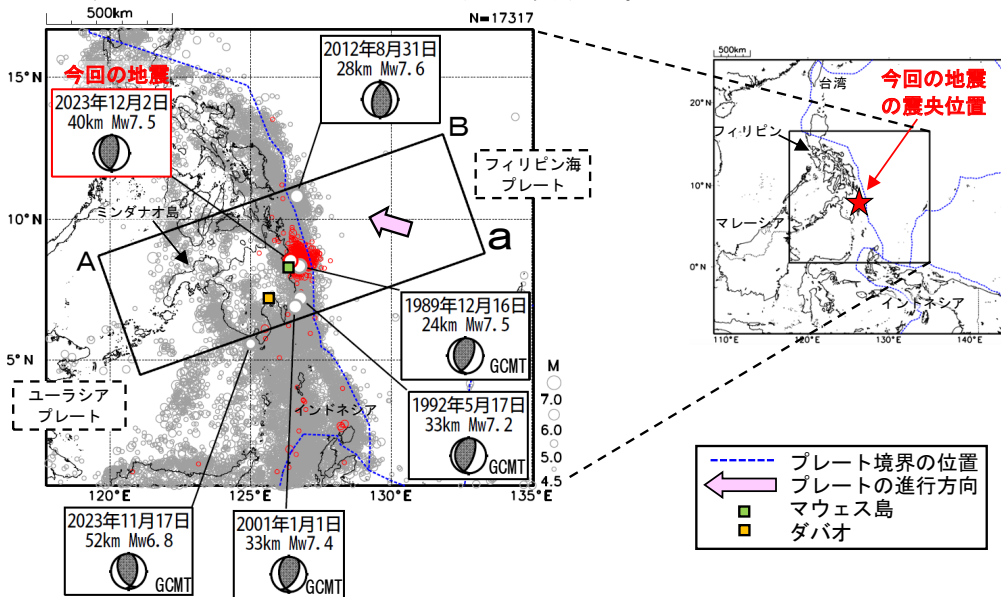 500km
N=17317
15°N
10°N
5°N
120°E
125°E
130°E
135°E
今回の地震
2023年12月2日
40km Mw7.5
2012年8月31日
28km Mw7.6
B
フィリピン海
プレート
ミンダナオ島
A
a
1989年12月16日
24km Mw7.5
GCMT
1992年5月17日
33km Mw7.2
GCMT
ユーラシア
プレート
インドネシア
2023年11月17日
52km Mw6.8
GCMT
2001年1月1日
33km Mw7.4
GCMT
M
7.0
6.0
5.0
4.5
500km
台湾
今回の地震
の震央位置
20°N
フィリピン
10°N
マレーシア
0°N
インドネシア
110°E
120°E
130°E
140°E
プレート境界の位置
プレートの進行方向
マウェス島
ダバオ